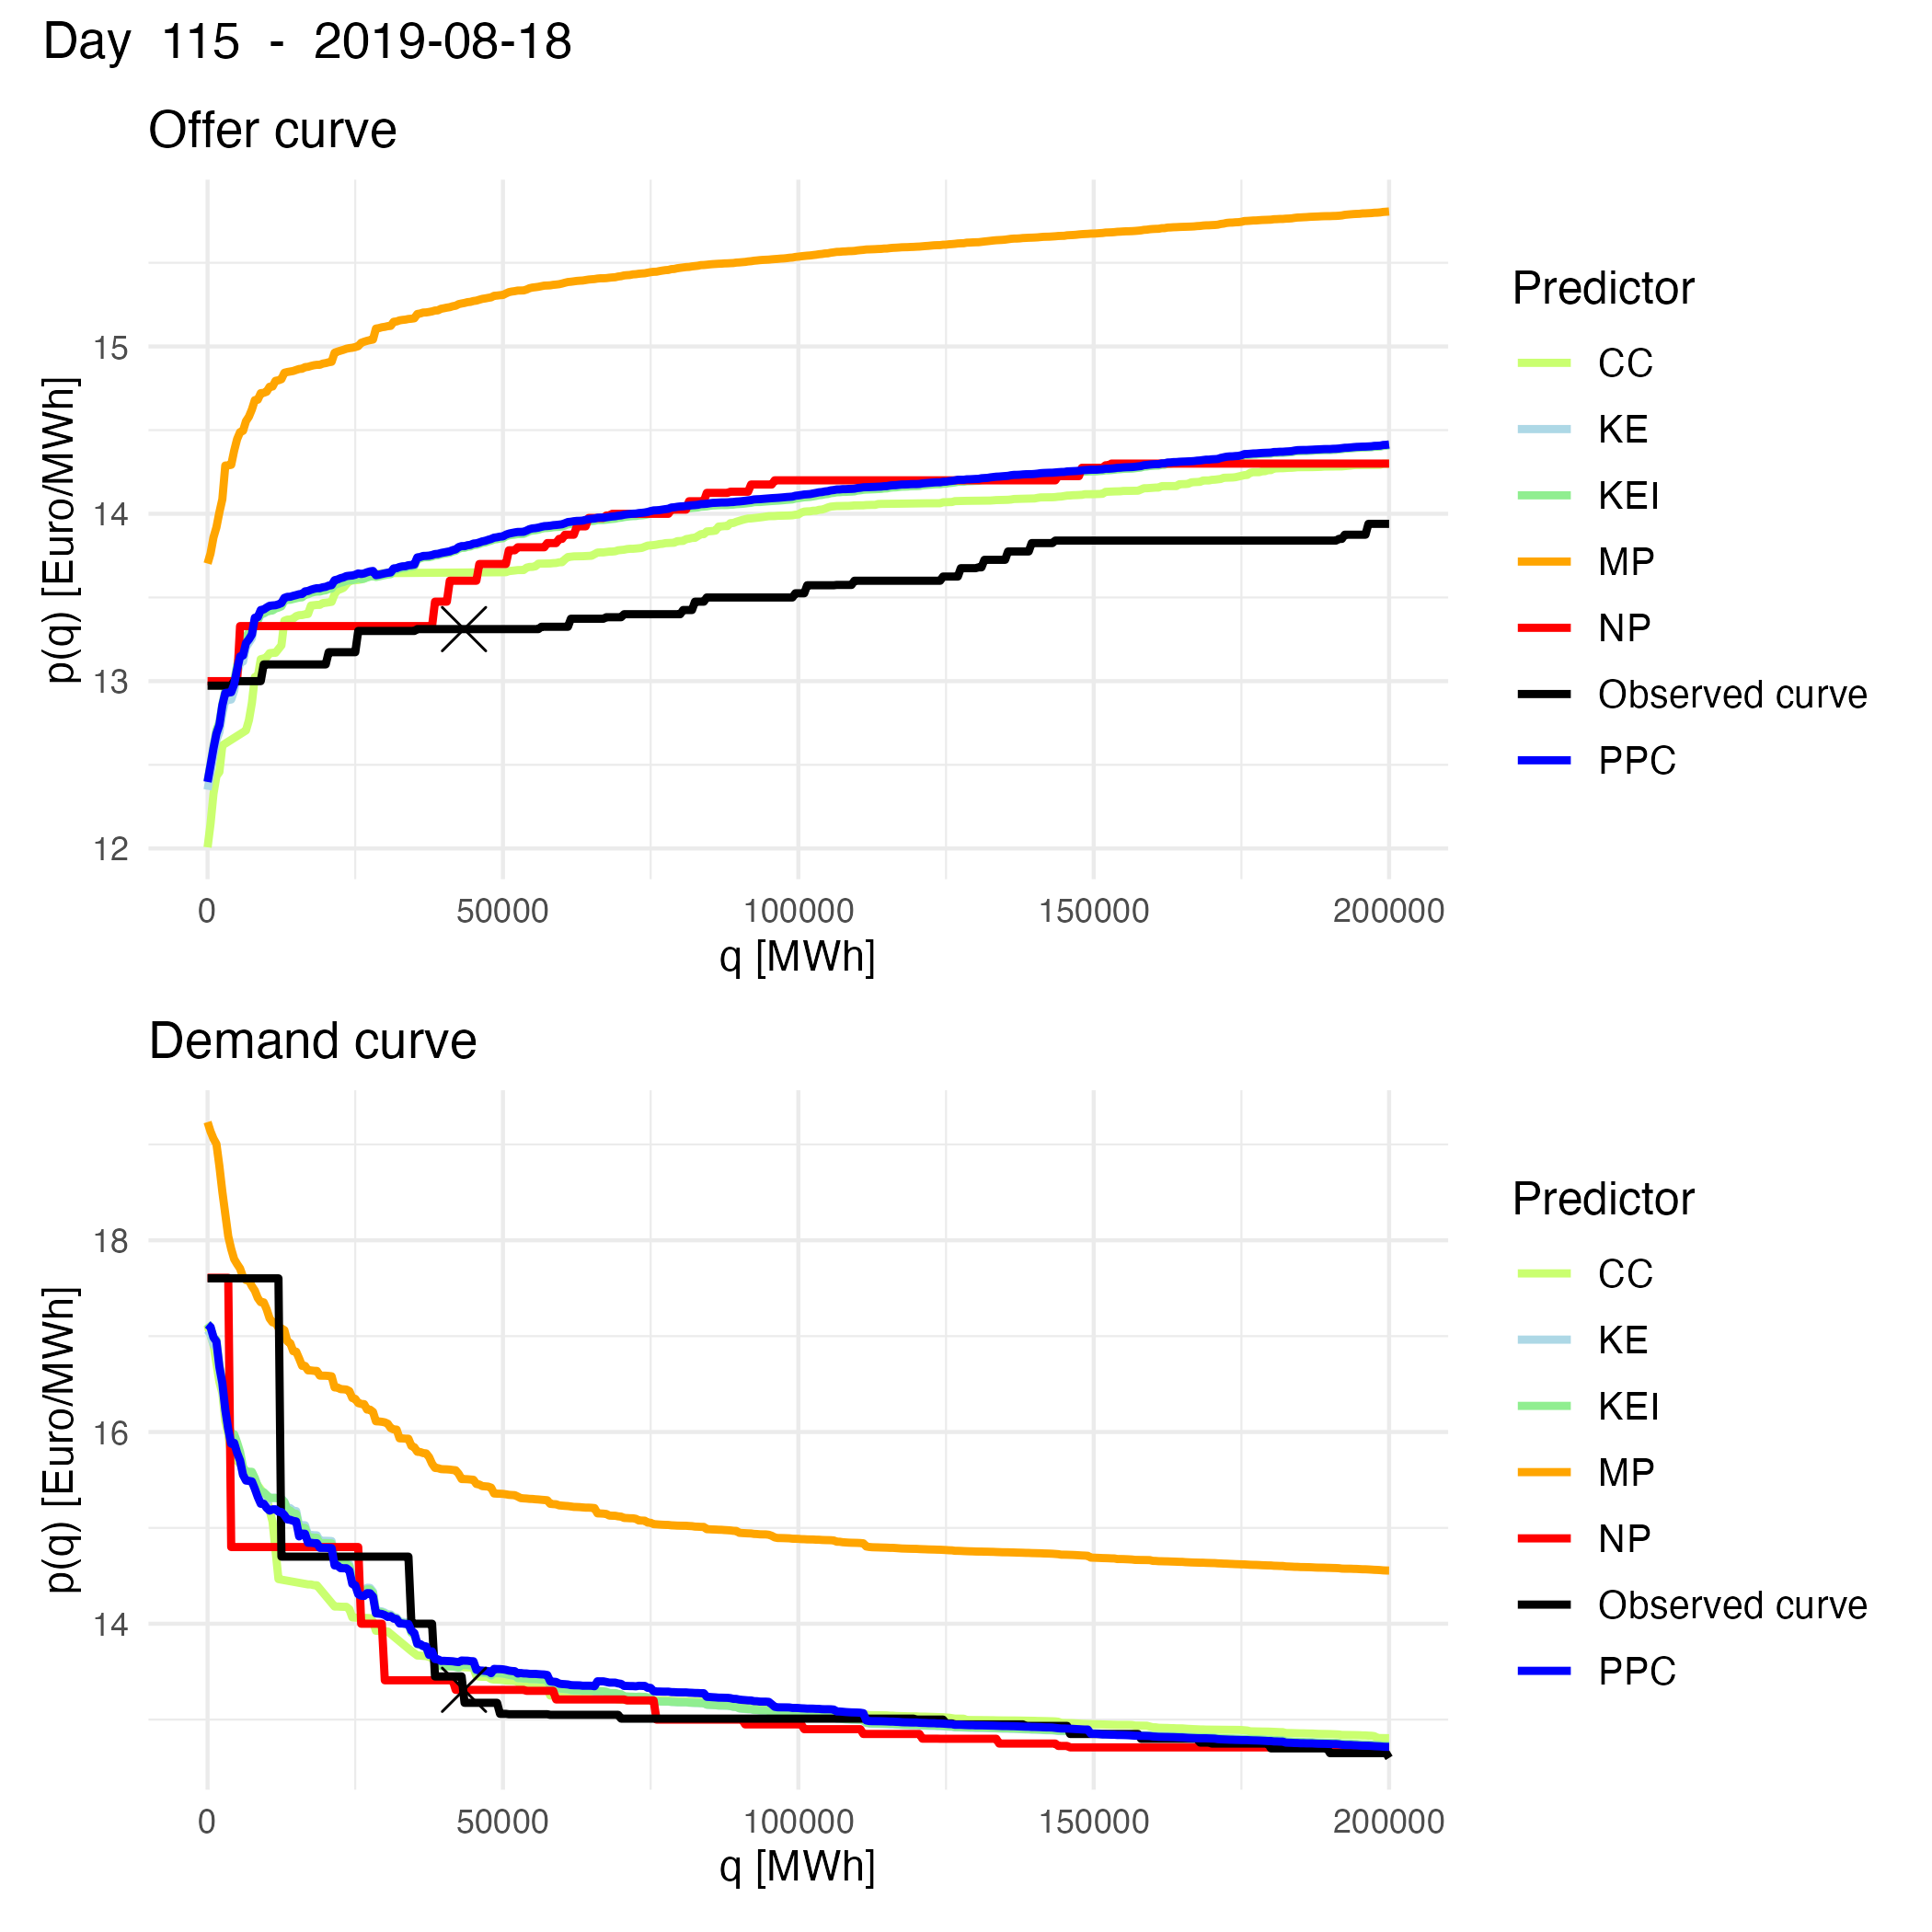 Day 115 - 2019-08-18
Offer curve
p(q) [Euro/MWh]
15
14
13
12
0 50000 100000 150000 200000
q [MWh]
Predictor
CC
KE
KEI
MP
NP
Observed curve
PPC
Demand curve
p(q) [Euro/MWh]
18
16
14
0 50000 100000 150000 200000
q [MWh]
Predictor
CC
KE
KEI
MP
NP
Observed curve
PPC